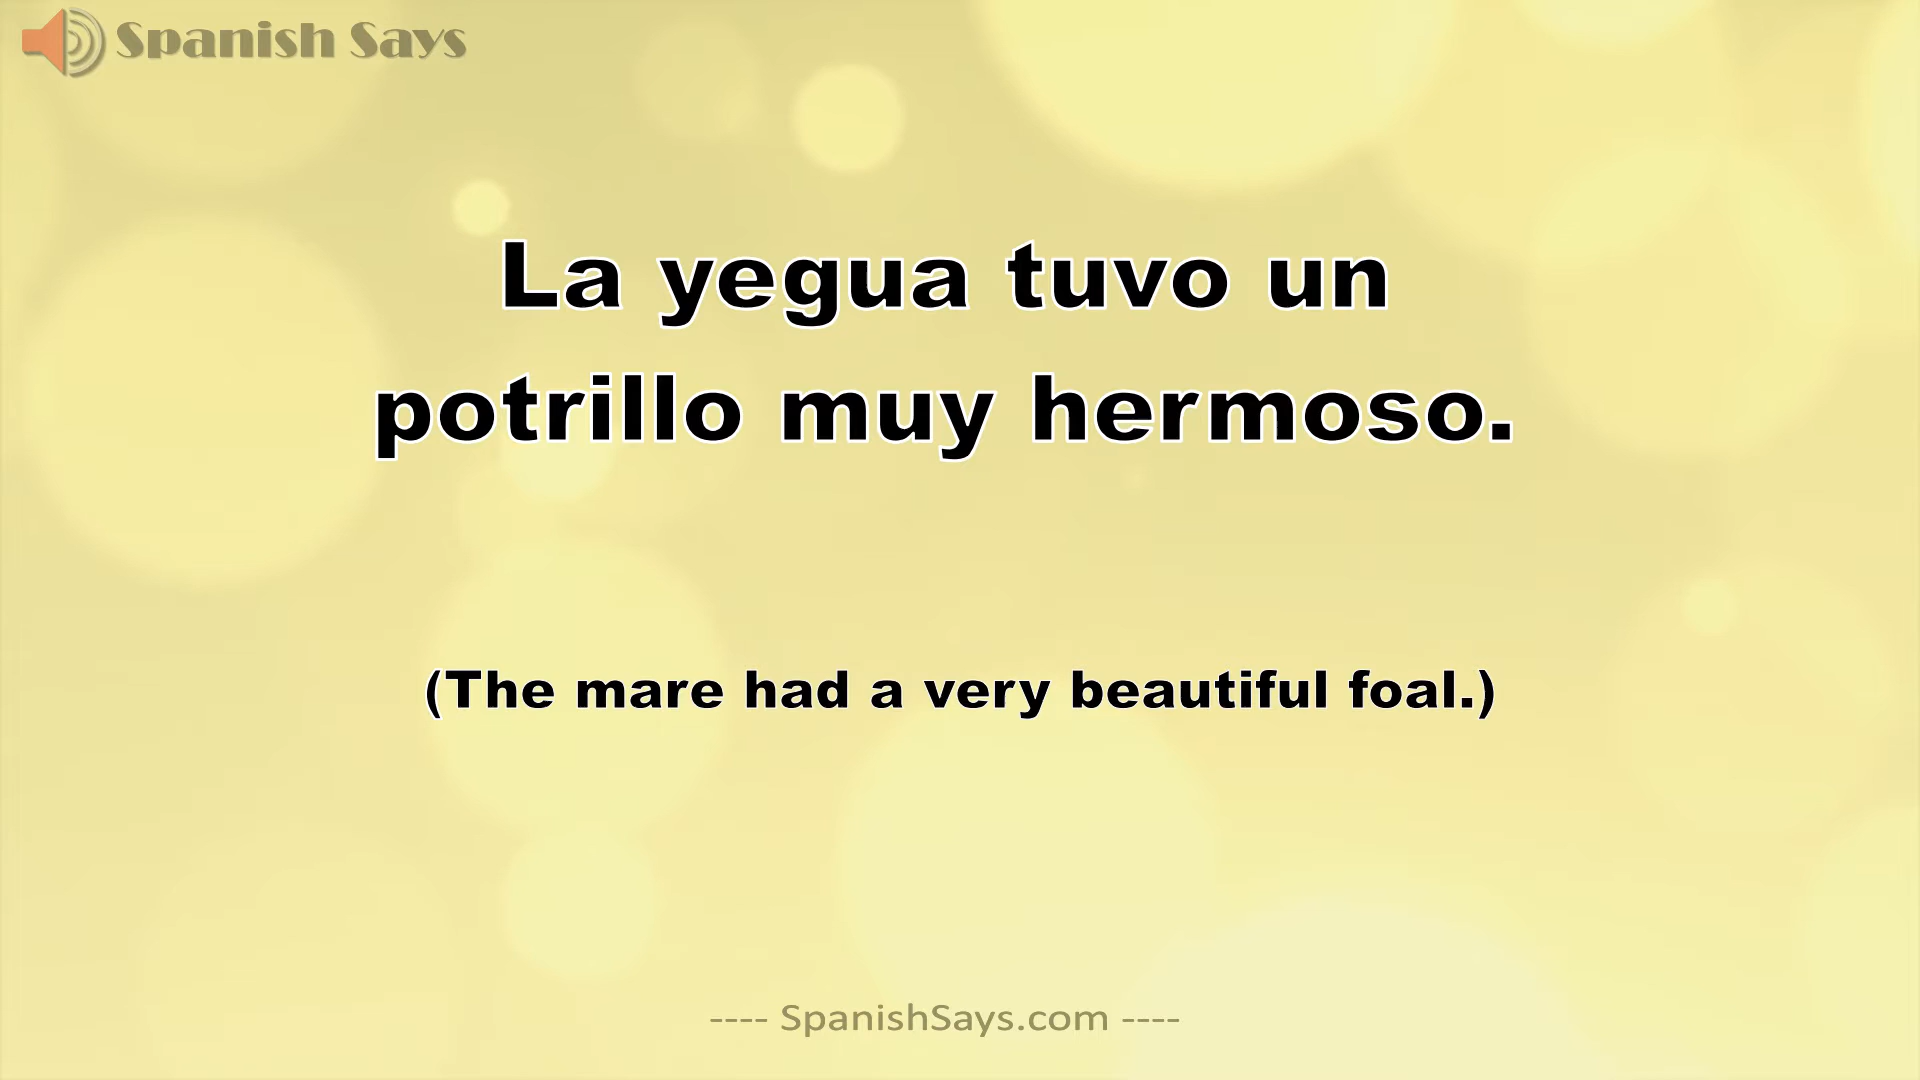 Spanish Says
La yegua tuvo un
potrillo muy hermoso.
(The mare had a very beautiful foal.)
---- SpanishSays.com ----